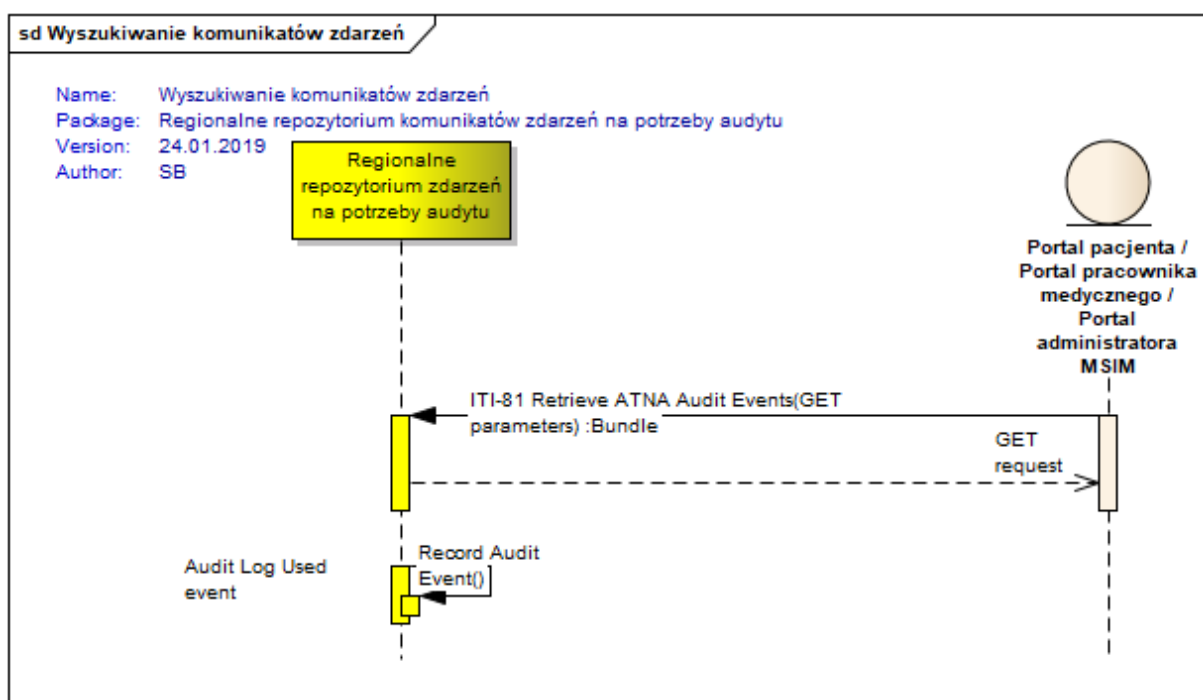 sd Wyszukiwanie komunikatów zdarzeń
Name: Wyszukiwanie komunikatów zdarzeń
Package: Regionalne repozytorium komunikatów zdarzeń na potrzeby audytu
Version: 24.01.2019
Author: SB
Regionalne
repozytorium zdarzeń
na potrzeby audytu
Portal pacjenta /
Portal pracownika
medycznego /
Portal
administratora
MSIM
ITI-81 Retrieve ATNA Audit Events(GET
parameters) :Bundle
GET
request
Audit Log Used
event
Record Audit
Event()